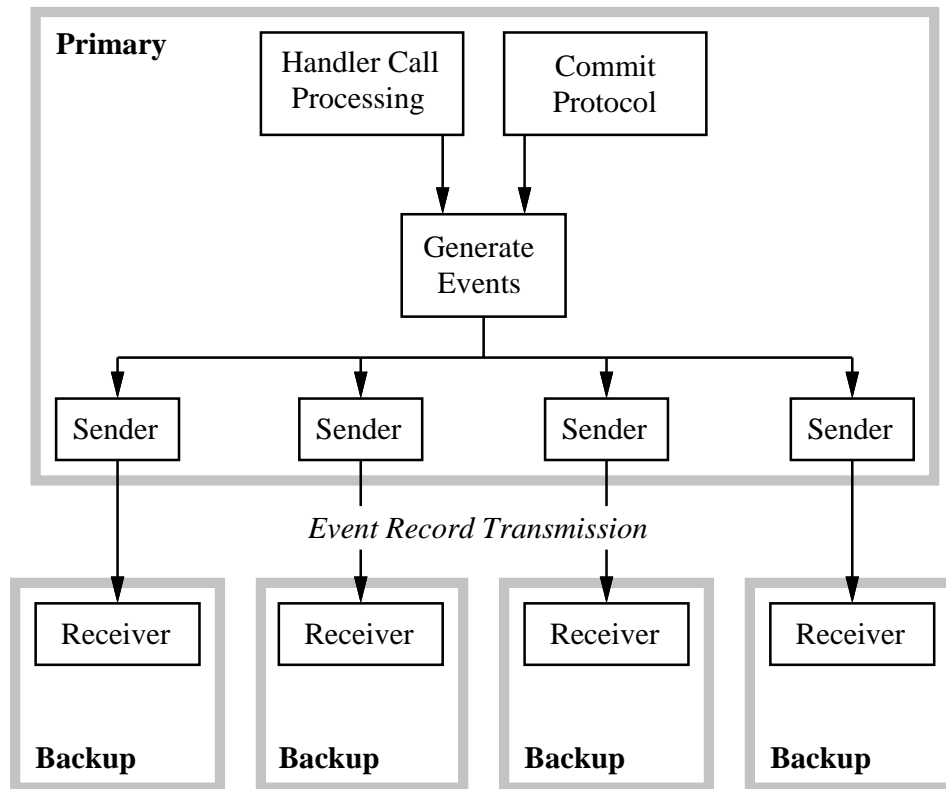 Primary
Handler Call
Processing
Commit
Protocol
Generate
Events
Sender
Sender
Sender
Sender
Event Record Transmission
Receiver
Receiver
Receiver
Receiver
Backup
Backup
Backup
Backup